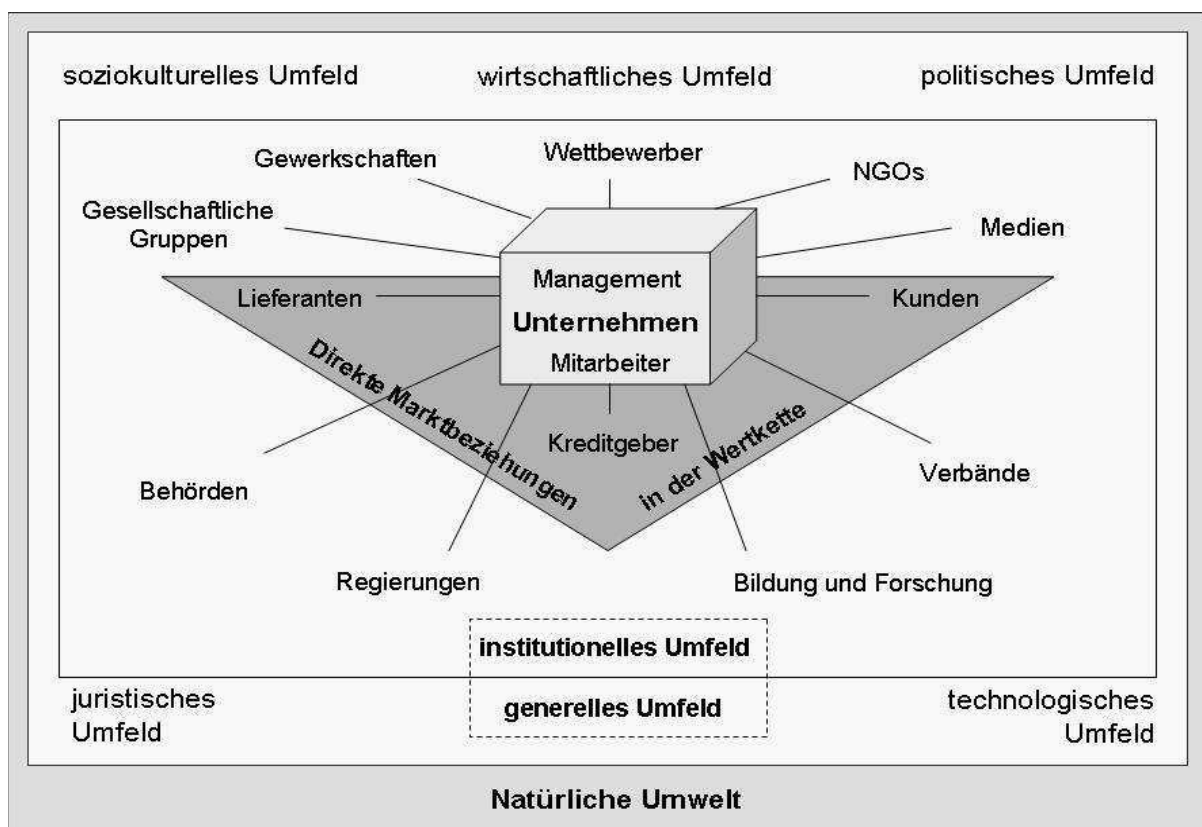 soziokulturelles Umfeld
wirtschaftliches Umfeld
politisches Umfeld
Gewerkschaften
Wettbewerber
NGOs
Gesellschaftliche
Gruppen
Medien
Management
Lieferanten
Unternehmen
Kunden
Mitarbeiter
Direkte Marktbeziehungen
in der Wertkette
Kreditgeber
Behörden
Verbände
Regierungen
Bildung und Forschung
institutionelles Umfeld
juristisches
Umfeld
generelles Umfeld
technologisches
Umfeld
Natürliche Umwelt